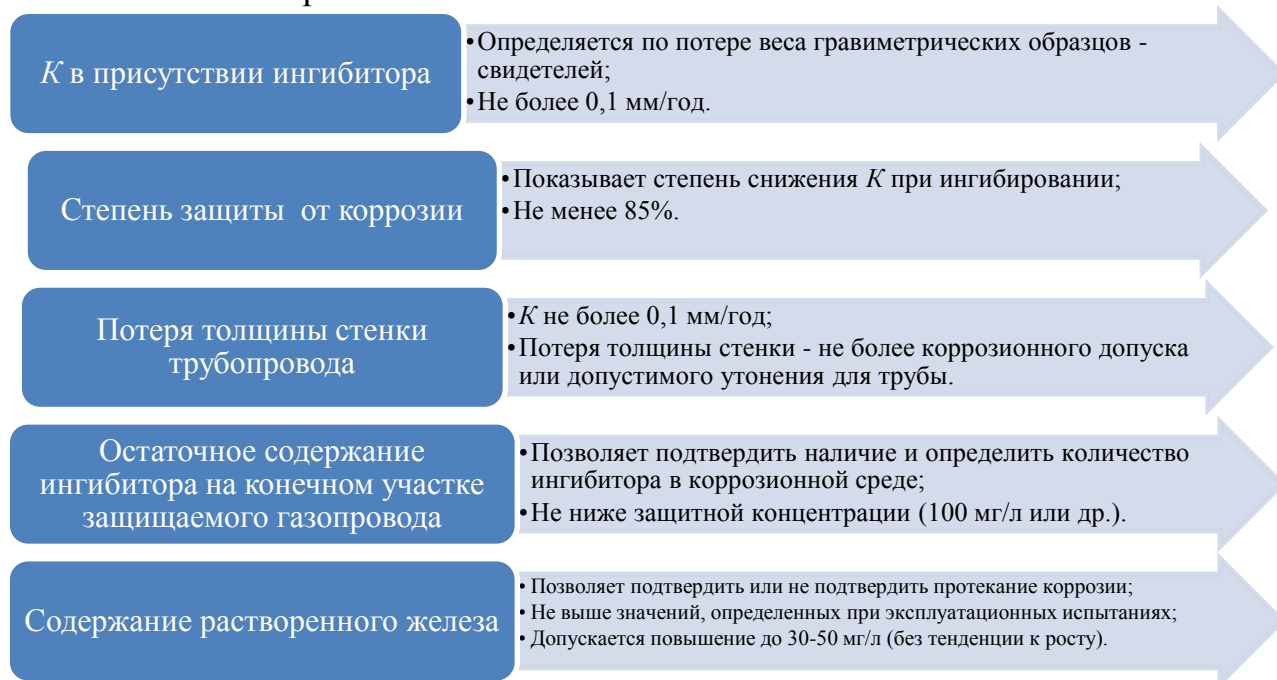 К в присутствии ингибитора
•Определяется по потере веса гравиметрических образцов -
свидетелей;
•Не более 0,1 мм/год.
Степень защиты от коррозии
•Показывает степень снижения К при ингибировании;
•Не менее 85%.
Потеря толщины стенки
трубопровода
•К не более 0,1 мм/год;
•Потеря толщины стенки - не более коррозионного допуска
или допустимого утонения для трубы.
Остаточное содержание
ингибитора на конечном участке
защищаемого газопровода
•Позволяет подтвердить наличие и определить количество
ингибитора в коррозионной среде;
•Не ниже защитной концентрации (100 мг/л или др.).
Содержание растворенного железа
• Позволяет подтвердить или не подтвердить протекание коррозии;
• Не выше значений, определенных при эксплуатационных испытаниях;
• Допускается повышение до 30-50 мг/л (без тенденции к росту).